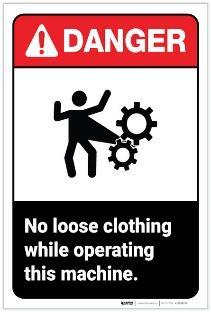 DANGER
No loose clothing
while operating
this machine.